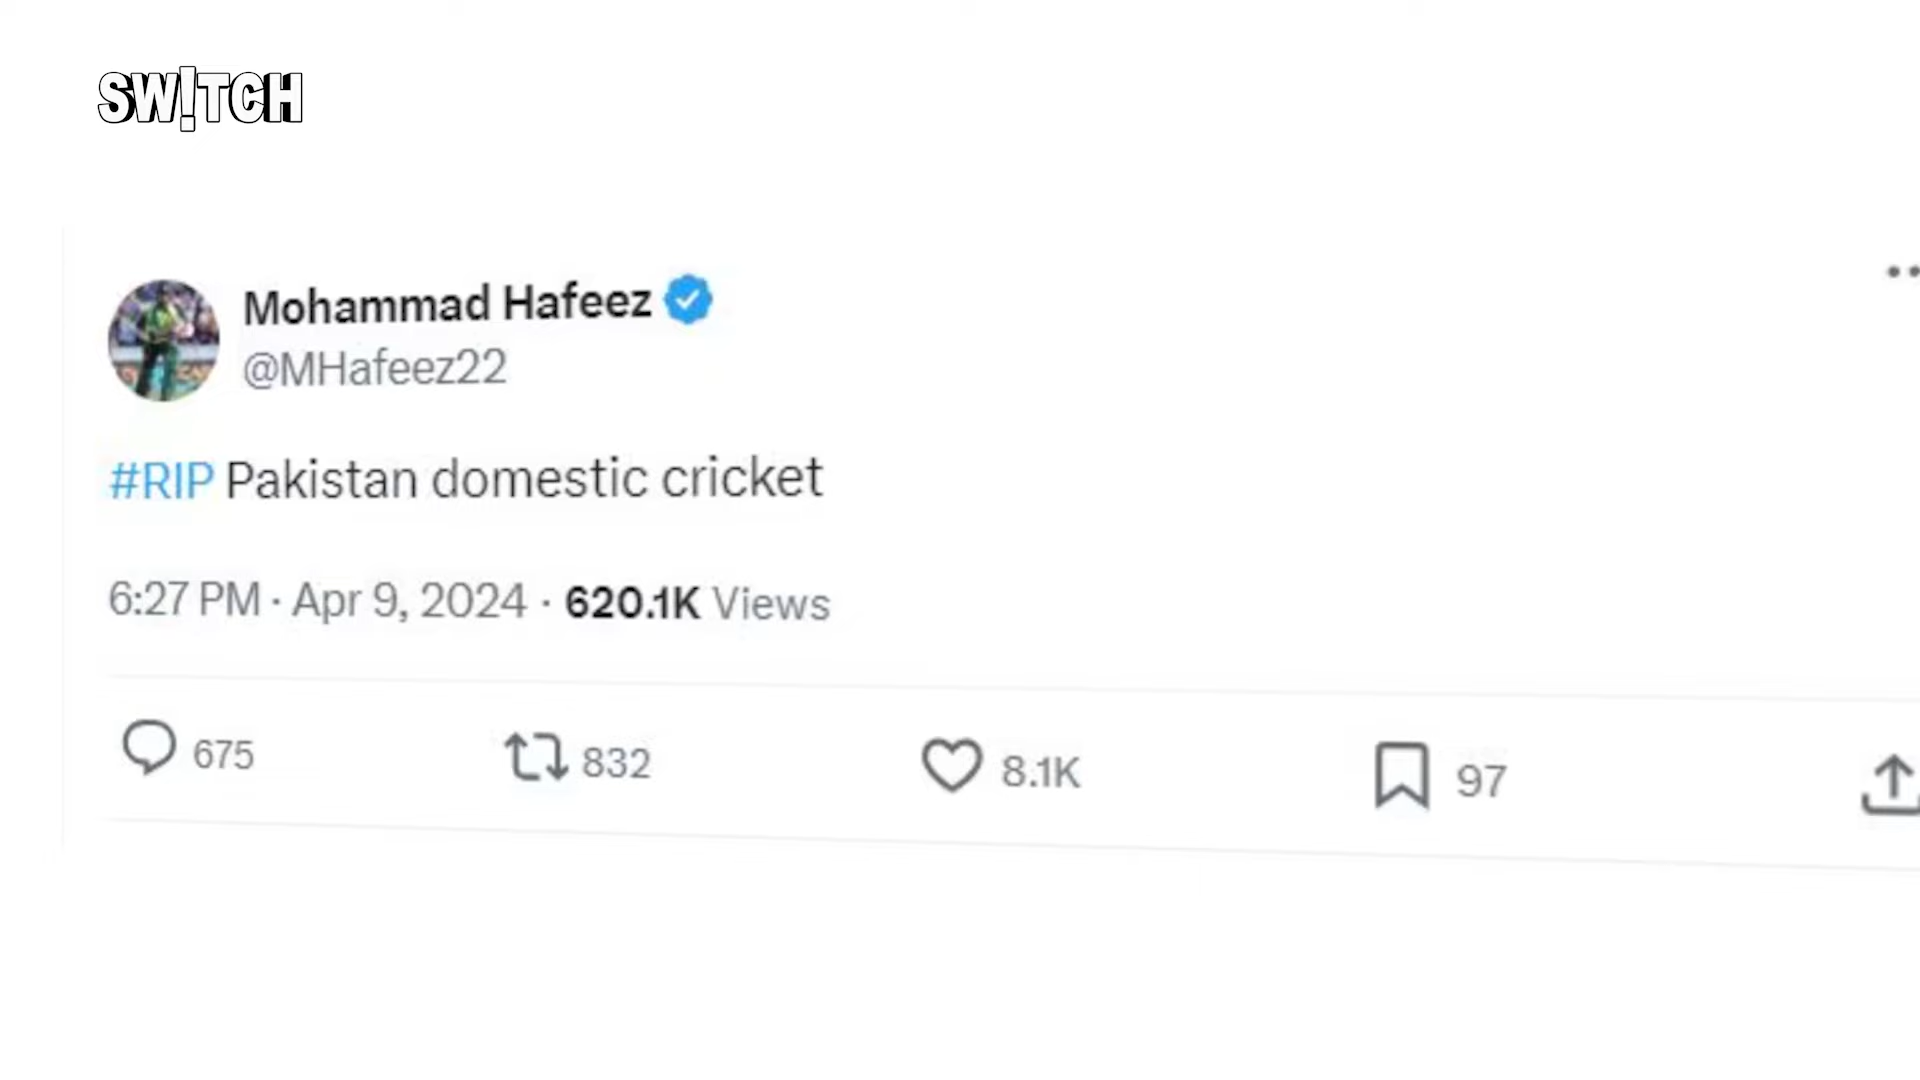 SW!TCH
Mohammad Hafeez
@MHafeez22
#RIP Pakistan domestic cricket
6:27 PM · Apr 9, 2024 · 620.1K Views
675 832 8.1K 97